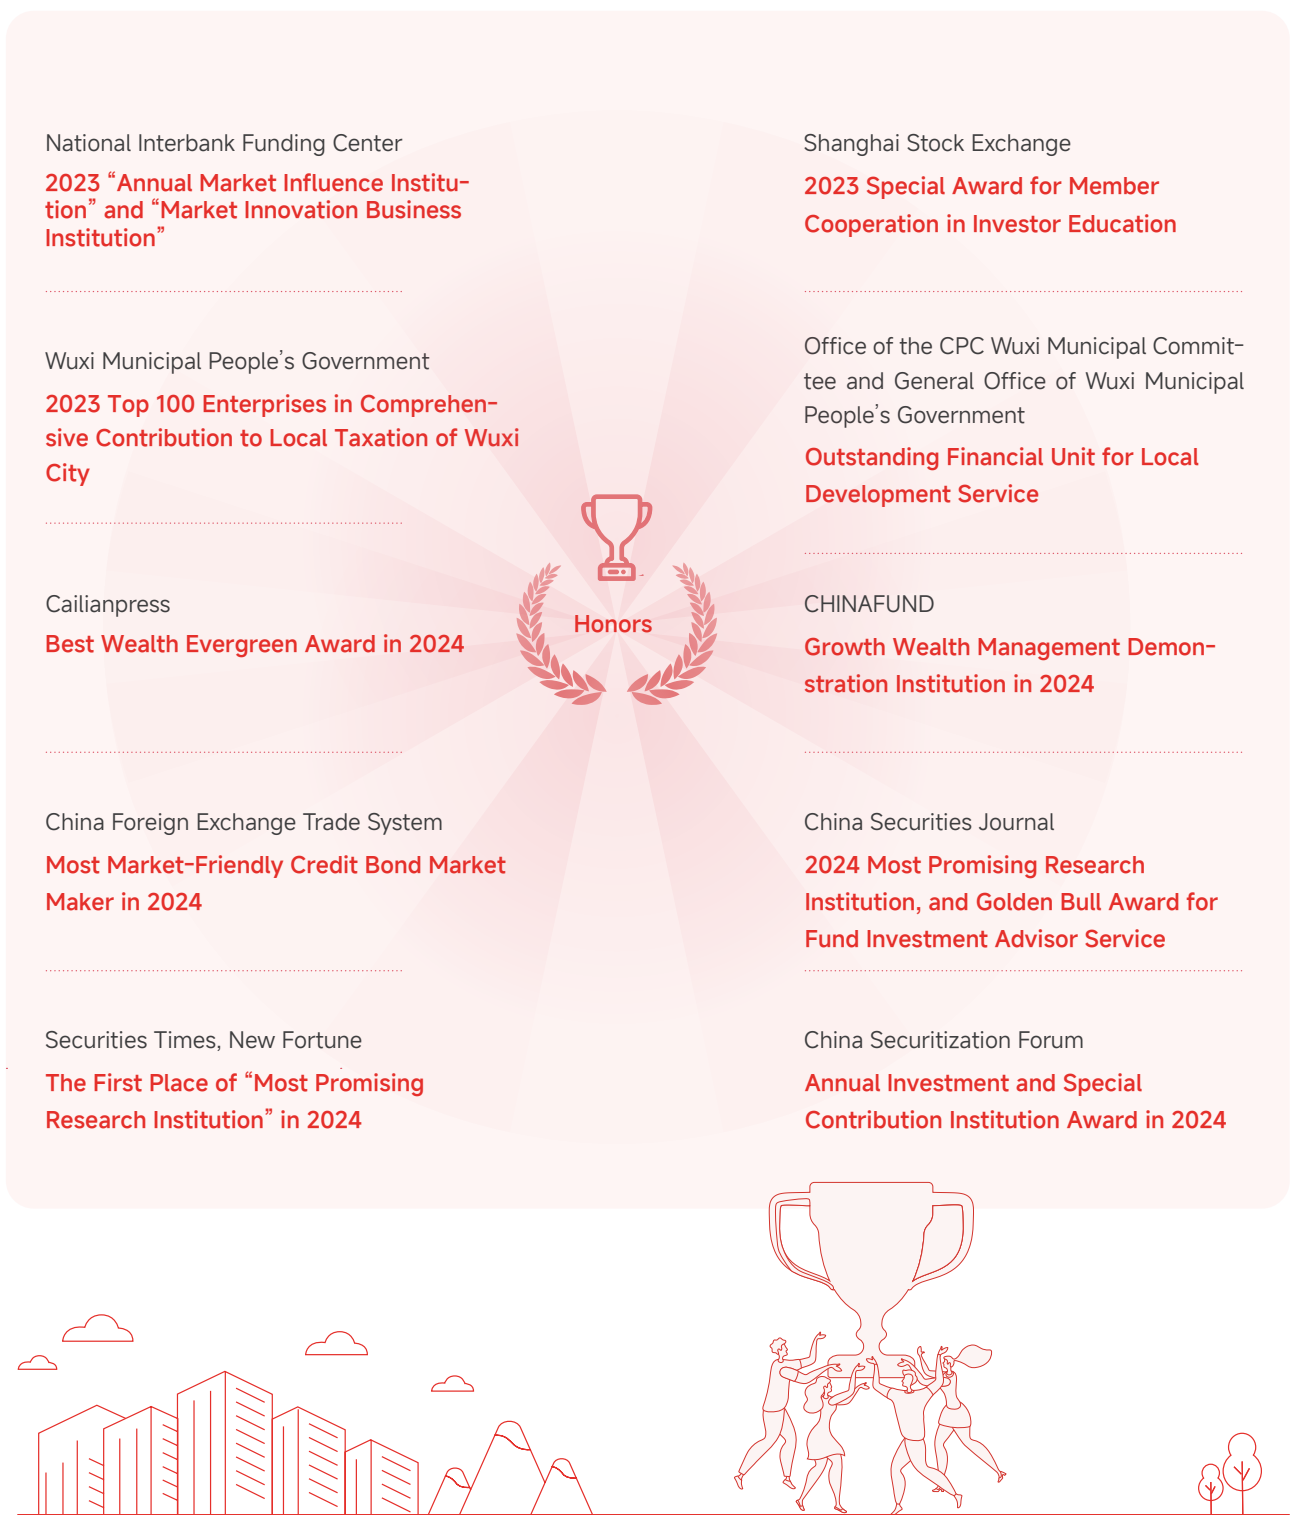 National Interbank Funding Center
2023 “Annual Market Influence Institu-
tion” and “Market Innovation Business
Institution”
Wuxi Municipal People’s Government
2023 Top 100 Enterprises in Comprehen-
sive Contribution to Local Taxation of Wuxi
City
Cailianpress
Best Wealth Evergreen Award in 2024
China Foreign Exchange Trade System
Most Market-Friendly Credit Bond Market
Maker in 2024
Securities Times, New Fortune
The First Place of “Most Promising
Research Institution” in 2024
Honors
Shanghai Stock Exchange
2023 Special Award for Member
Cooperation in Investor Education
Office of the CPC Wuxi Municipal Commit-
tee and General Office of Wuxi Municipal
People’s Government
Outstanding Financial Unit for Local
Development Service
CHINAFUND
Growth Wealth Management Demon-
stration Institution in 2024
China Securities Journal
2024 Most Promising Research
Institution, and Golden Bull Award for
Fund Investment Advisor Service
China Securitization Forum
Annual Investment and Special
Contribution Institution Award in 2024